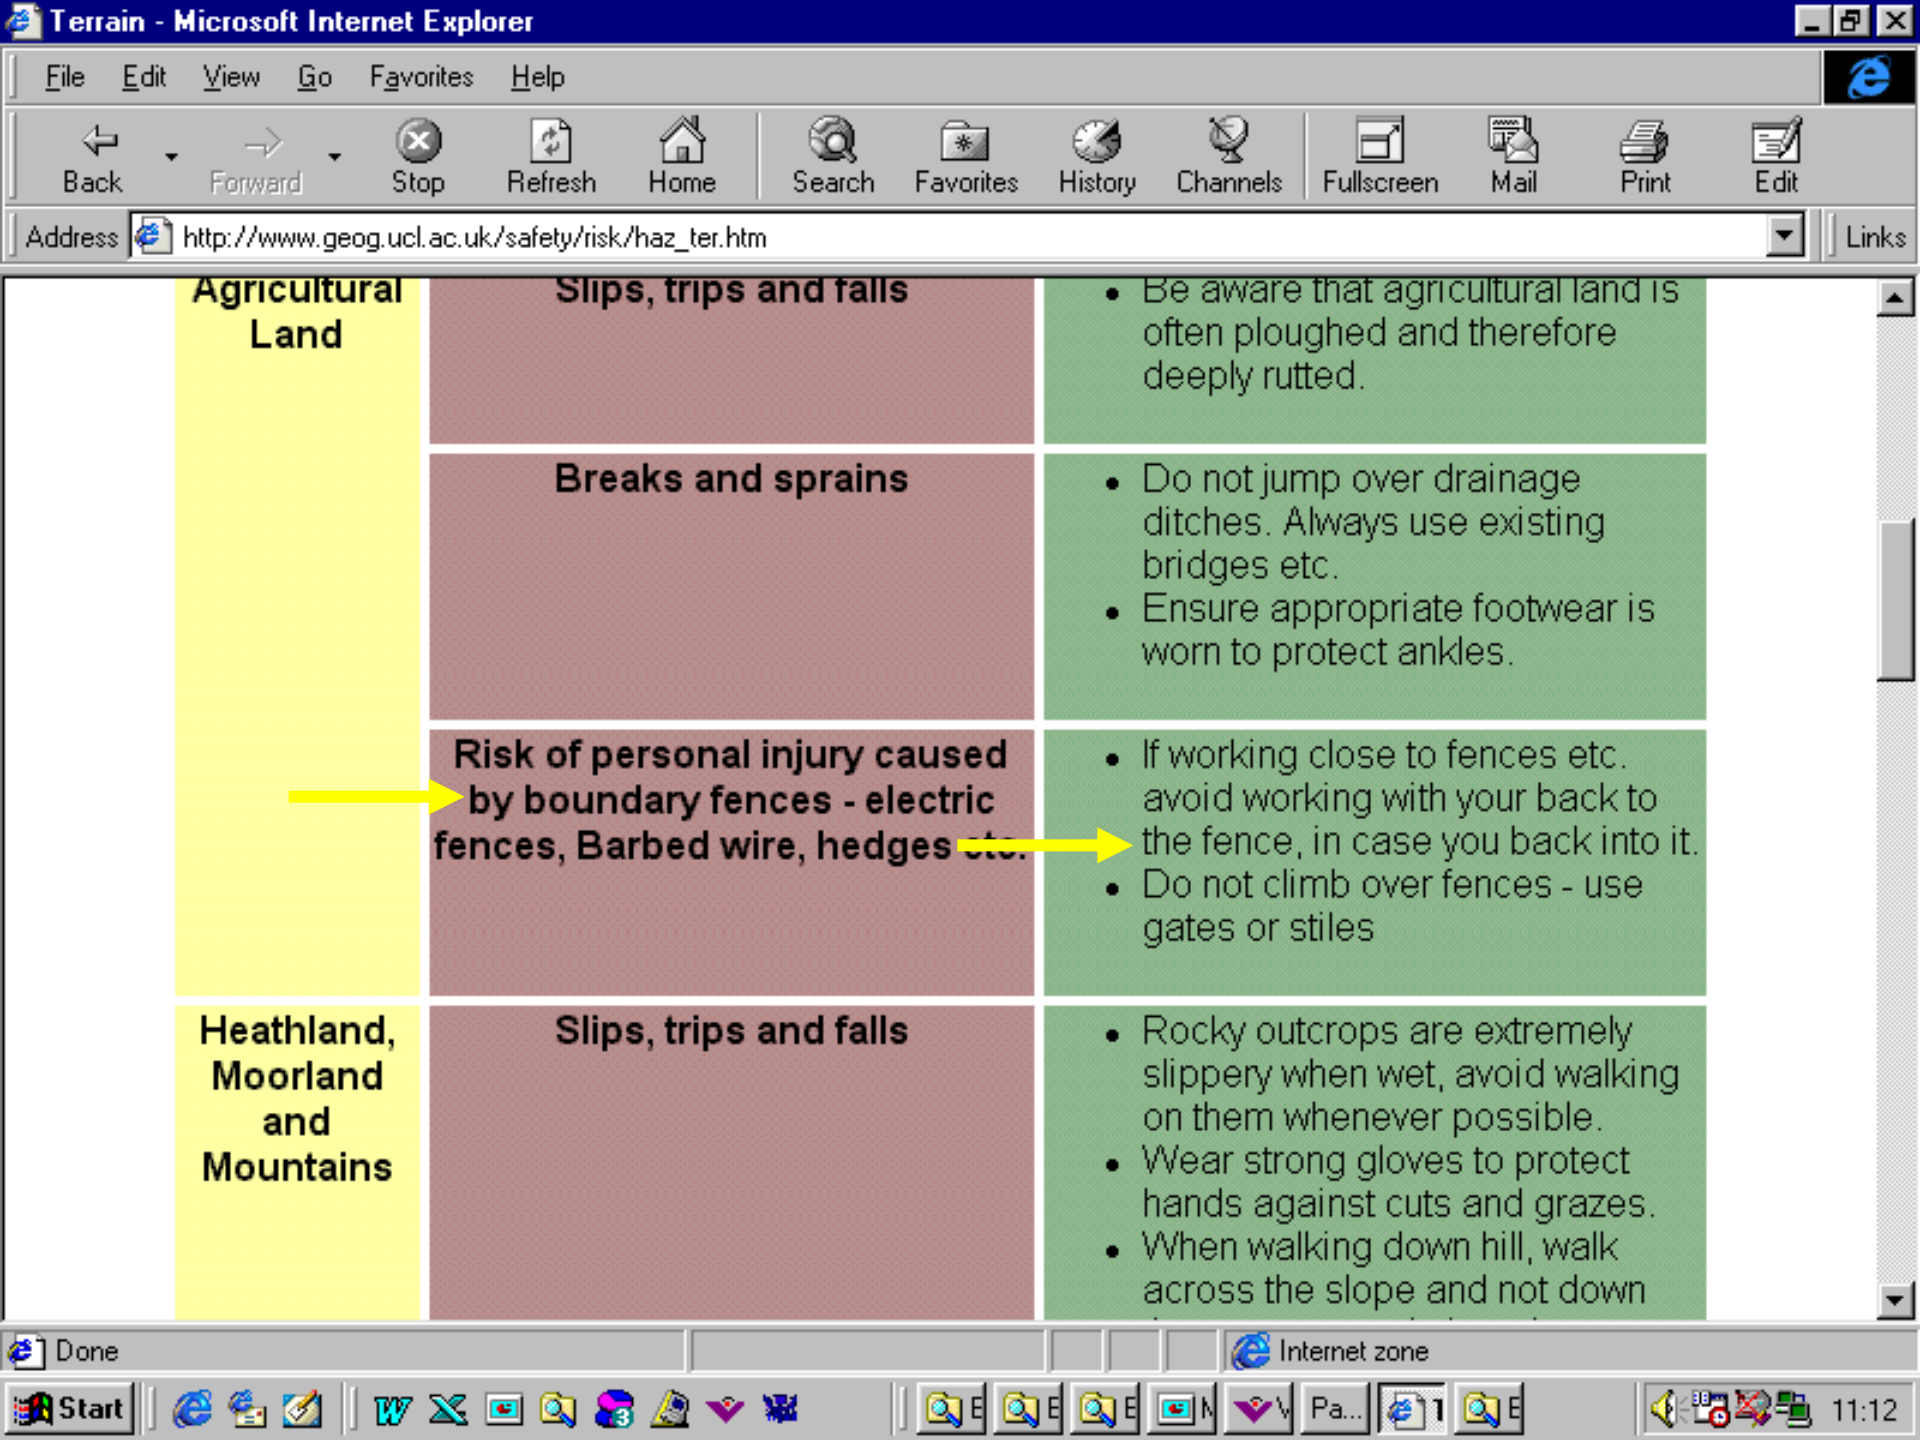 Terrain - Microsoft Internet Explorer
File Edit View Go Favorites Help
Back Forward Stop Refresh Home Search Favorites History Channels Fullscreen Mail Print Edit
Address http://www.geog.ucl.ac.uk/safety/risk/haz_ter.htm Links
Agricultural
Land
Slips, trips and falls
• Be aware that agricultural land is
often ploughed and therefore
deeply rutted.
Breaks and sprains
• Do not jump over drainage
ditches. Always use existing
bridges etc.
• Ensure appropriate footwear is
worn to protect ankles.
Risk of personal injury caused
by boundary fences - electric
fences, Barbed wire, hedges etc.
• If working close to fences etc.
avoid working with your back to
the fence, in case you back into it.
• Do not climb over fences - use
gates or stiles
Heathland,
Moorland
and
Mountains
Slips, trips and falls
• Rocky outcrops are extremely
slippery when wet, avoid walking
on them whenever possible.
• Wear strong gloves to protect
hands against cuts and grazes.
• When walking down hill, walk
across the slope and not down
Done Internet zone
Start E E E Pa... E 11:12